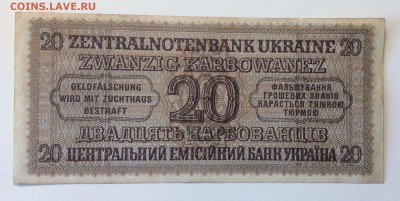 COINS.LAVE.RU
20 ZENTRALNOTENBANK UKRAINE 20
ZWANZIG KARBOWANEZ
GELDFÄLSCHUNG
WIRD MIT ZUCHTHAUS
BESTRAFT
20
ФАЛЬШУВАННЯ
ГРОШЕВИХ ЗНАКІВ
КАРАЄТЬСЯ ТЯЖКОЮ
ТЮРМОЮ
ДВАДЦЯТЬ КАРБОВАНЦІВ
20 ЦЕНТРАЛЬНИЙ ЕМІСІЙНИЙ БАНК УКРАЇНА 20